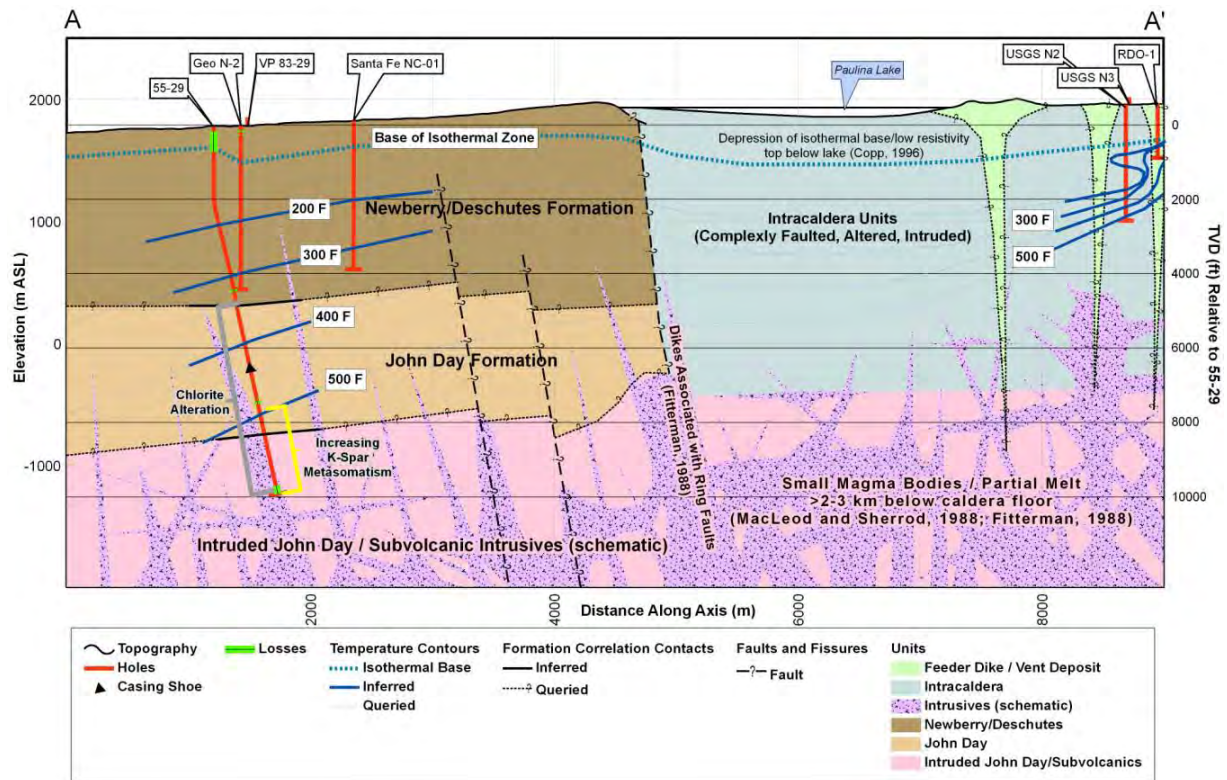 A
A'
55-29
Geo N-2
VP 83-29
Santa Fe NC-01
Paulina Lake
USGS N2
USGS N3
RDO-1
2000
1000
0
-1000
Elevation (m ASL)
0
2000
4000
6000
8000
10000
TVD (ft) Relative to 55-29
Base of Isothermal Zone
Depression of isothermal base/low resistivity
top below lake (Copp, 1996)
200 F
Newberry/Deschutes Formation
300 F
Intracaldera Units
(Complexly Faulted, Altered, Intruded)
300 F
500 F
400 F
John Day Formation
500 F
Chlorite
Alteration
Increasing
K-Spar
Metasomatism
Dikes Associated with Ring Faults
(Fitterman, 1988)
Small Magma Bodies / Partial Melt
>2-3 km below caldera floor
(MacLeod and Sherrod, 1988; Fitterman, 1988)
Intruded John Day / Subvolcanic Intrusives (schematic)
2000
4000
6000
8000
Distance Along Axis (m)
Topography
Holes
Casing Shoe
Losses
Temperature Contours
Isothermal Base
Inferred
Queried
Formation Correlation Contacts
Inferred
Queried
Faults and Fissures
Fault
Units
Feeder Dike / Vent Deposit
Intracaldera
Intrusives (schematic)
Newberry/Deschutes
John Day
Intruded John Day/Subvolcanics